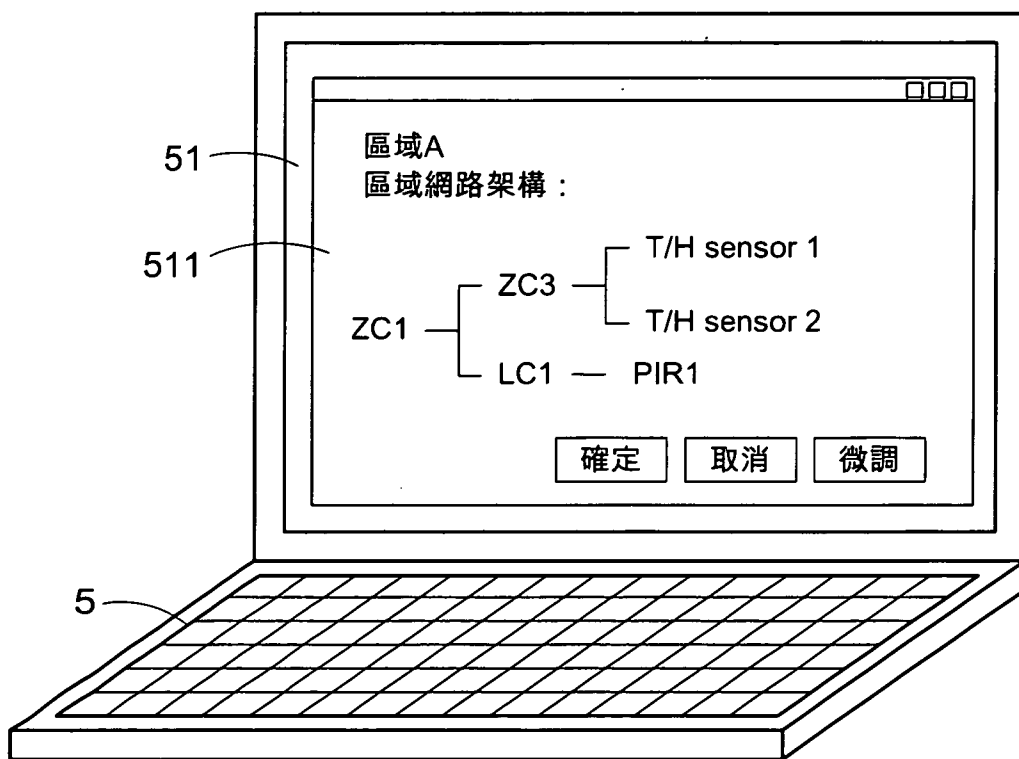 區域A
區域網路架構：
T/H sensor 1
ZC3
T/H sensor 2
ZC1
LC1
PIR1
確定
取消
微調
51
511
5